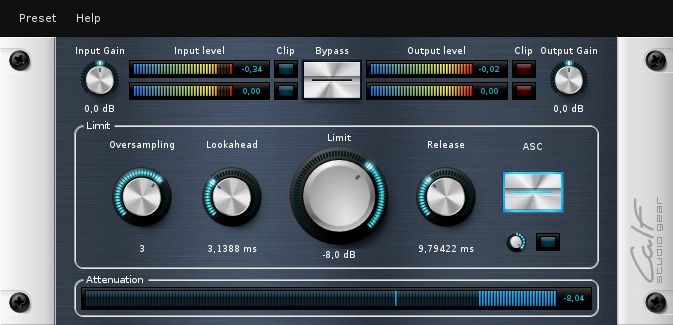 Preset Help
Input Gain Input level Clip Bypass Output level Clip Output Gain
-0,34 -0,02
0,00 0,00
0,0 dB 0,0 dB
Limit
Oversampling Lookahead Limit Release ASC
3 3,1388 ms -8,0 dB 9,79422 ms
Calf
studio gear
Attenuation
-8,04